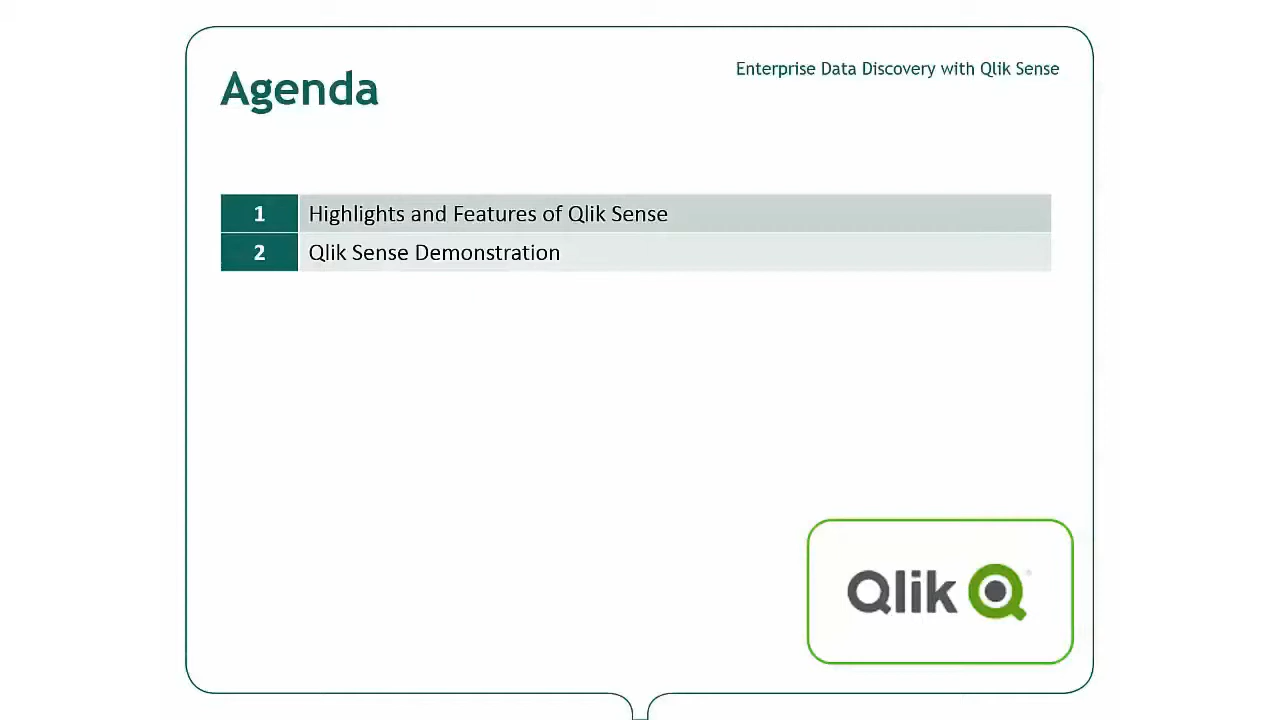 Enterprise Data Discovery with Qlik Sense
Agenda
1 Highlights and Features of Qlik Sense
2 Qlik Sense Demonstration
Qlik